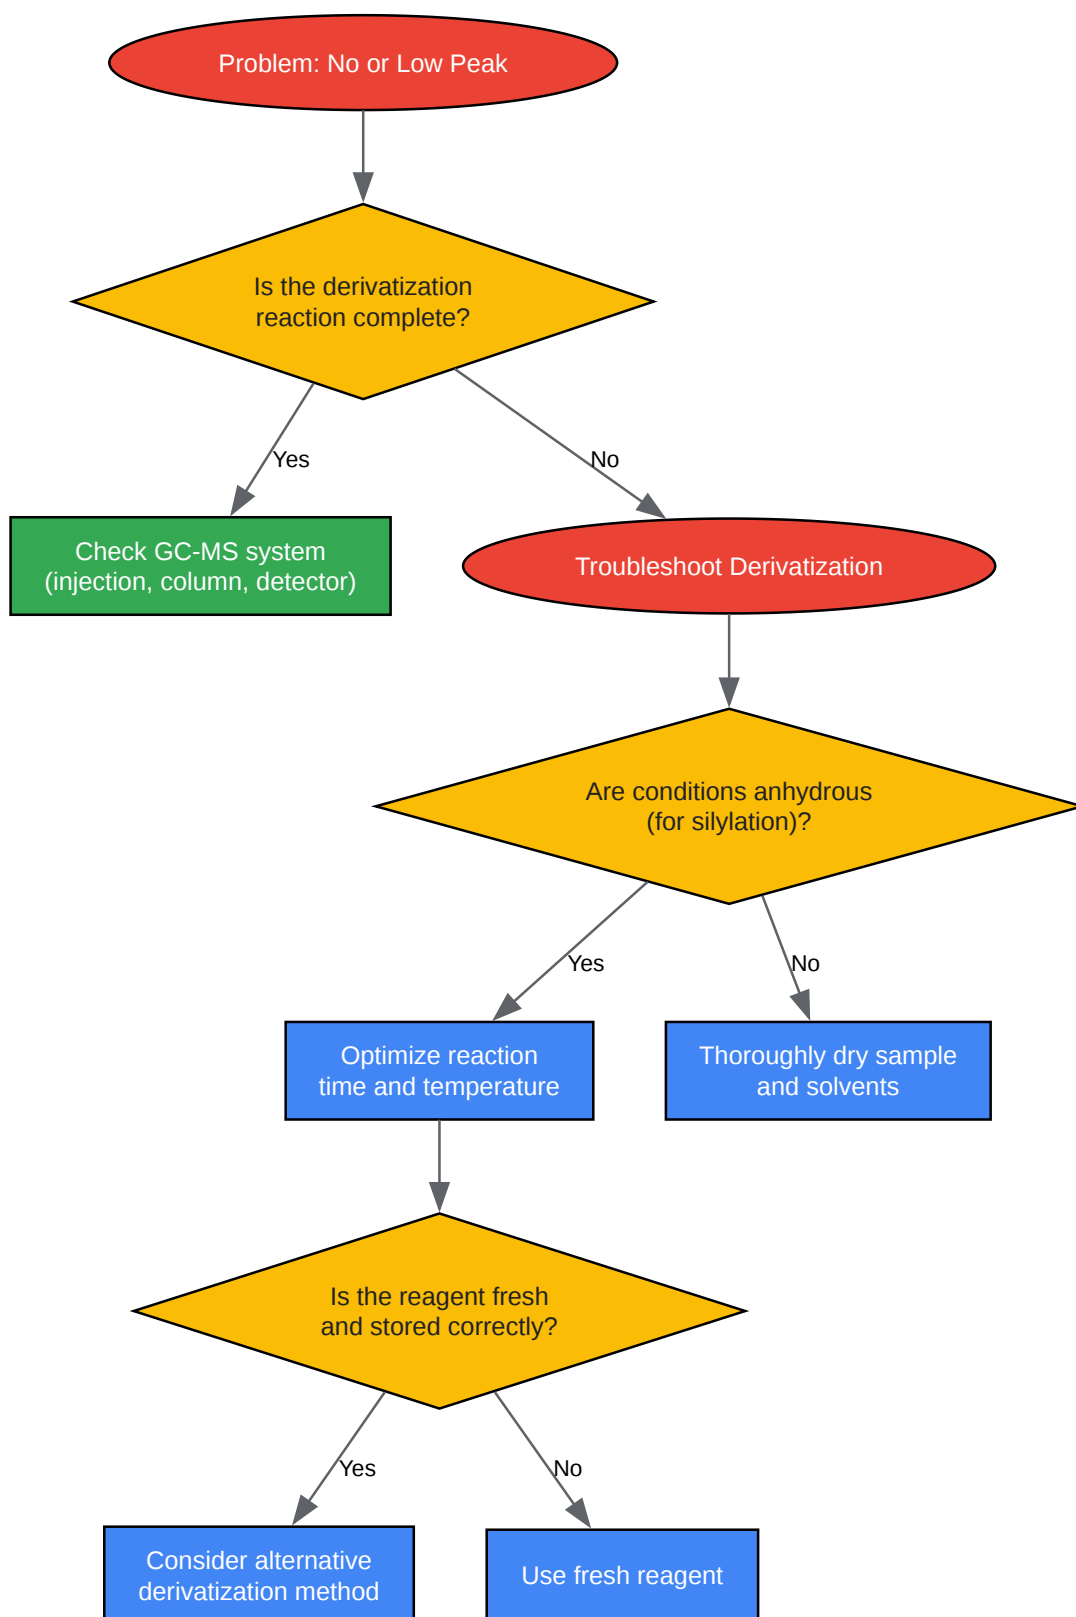 Problem: No or Low Peak
Is the derivatization
reaction complete?
Yes
No
Check GC-MS system
(injection, column, detector)
Troubleshoot Derivatization
Are conditions anhydrous
(for silylation)?
Yes
No
Optimize reaction
time and temperature
Thoroughly dry sample
and solvents
Is the reagent fresh
and stored correctly?
Yes
No
Consider alternative
derivatization method
Use fresh reagent